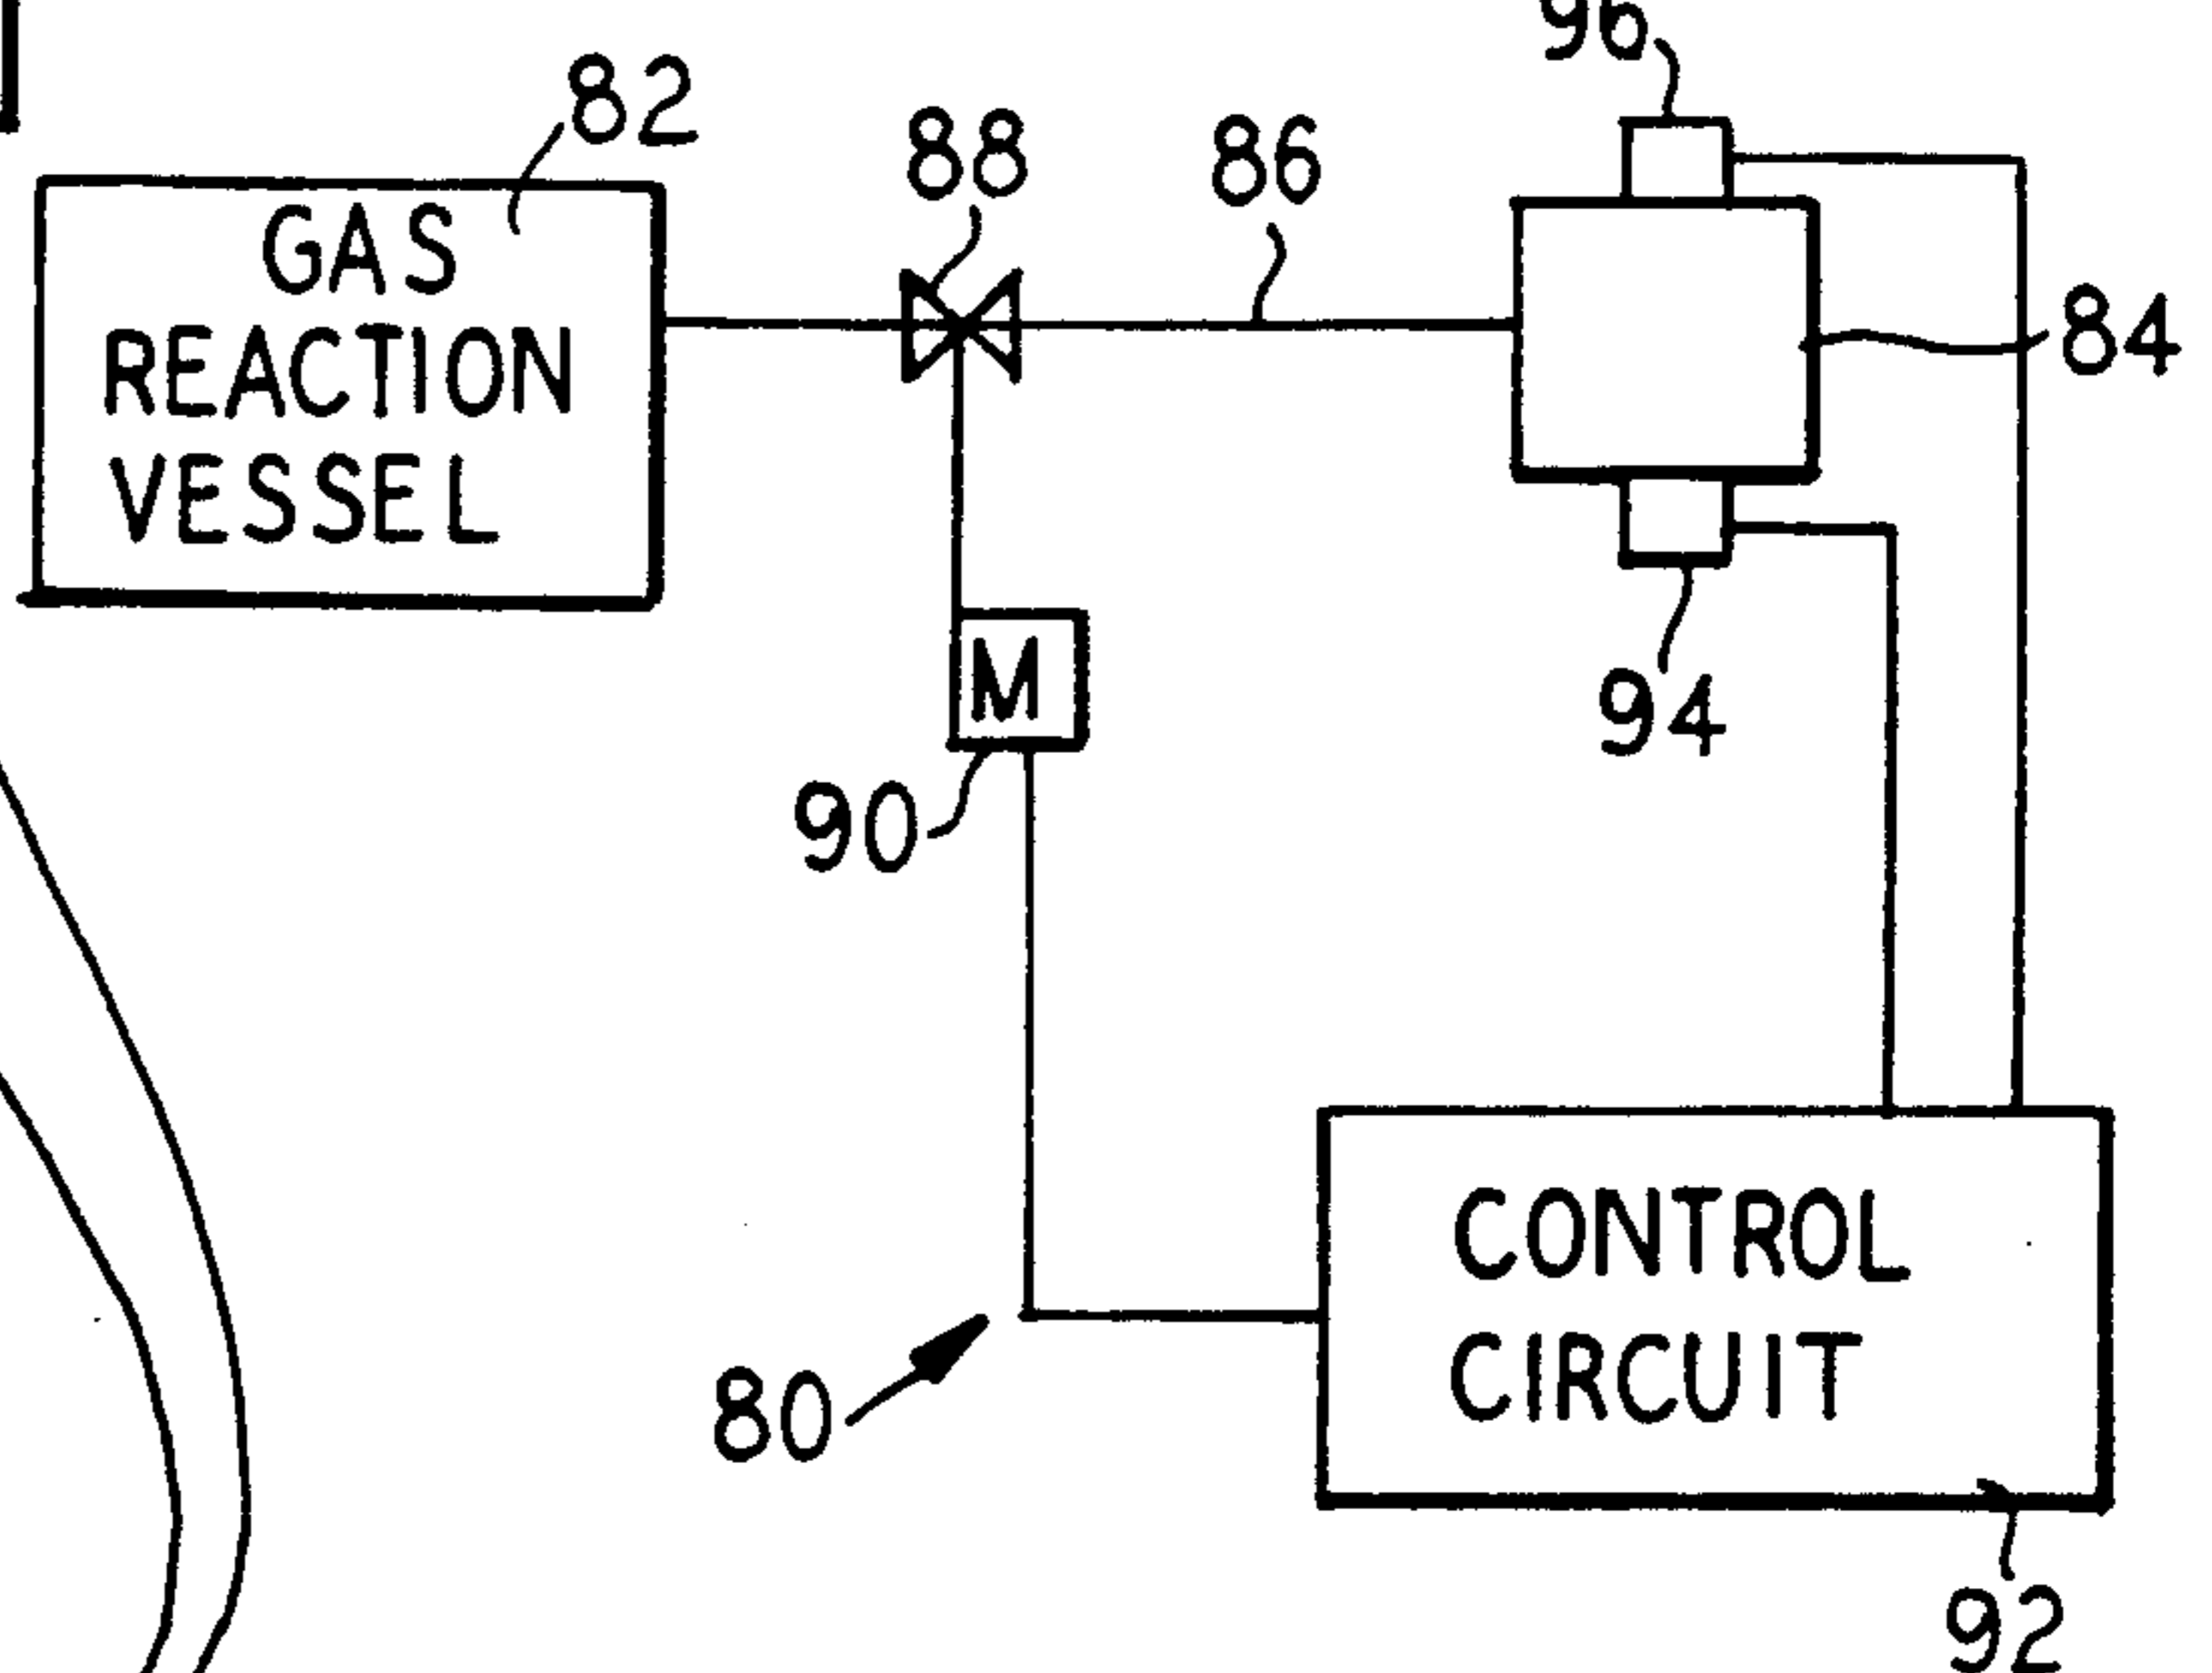 96
82
88
86
GAS
REACTION
VESSEL
84
M
94
90
CONTROL
CIRCUIT
80
92